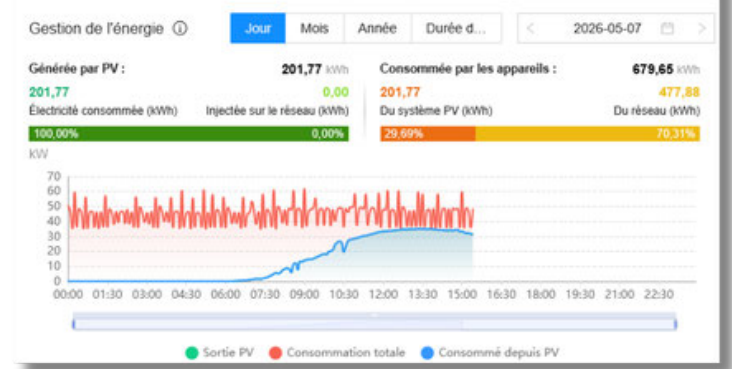 Gestion de l'énergie ⓘ Jour Mois Année Durée d... < 2026-05-07 >
Générée par PV : 201,77 kWh Consommée par les appareils : 679,65 kWh
201,77 0,00 201,77 477,88
Électricité consommée (kWh) Injectée sur le réseau (kWh) Du système PV (kWh) Du réseau (kWh)
100,00% 0,00% 29,69% 70,31%
kW
70
60
50
40
30
20
10
0
00:00 01:30 03:00 04:30 06:00 07:30 09:00 10:30 12:00 13:30 15:00 16:30 18:00 19:30 21:00 22:30
Sortie PV Consommation totale Consommé depuis PV